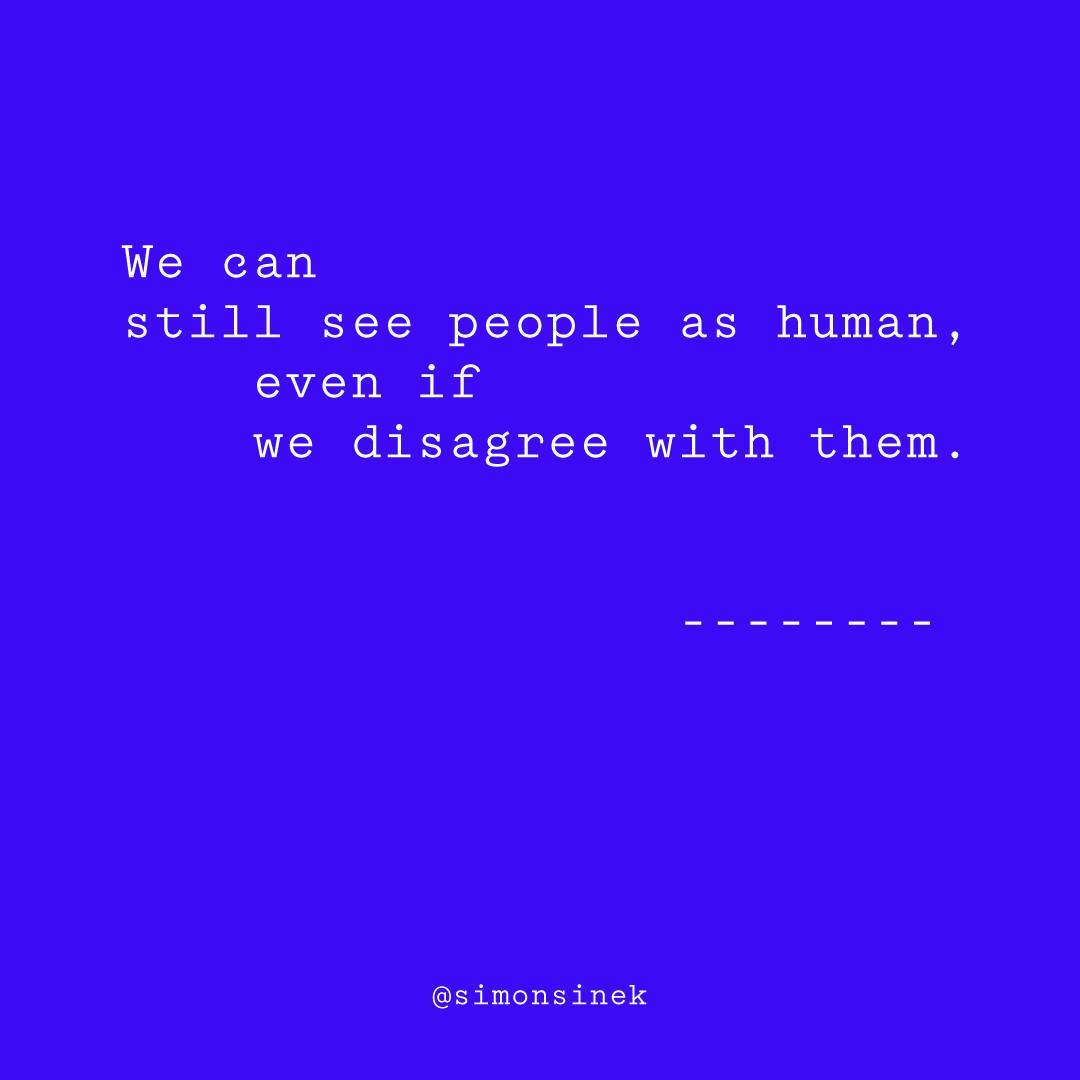 We can
still see people as human,
even if
we disagree with them.
--------
@simonsinek